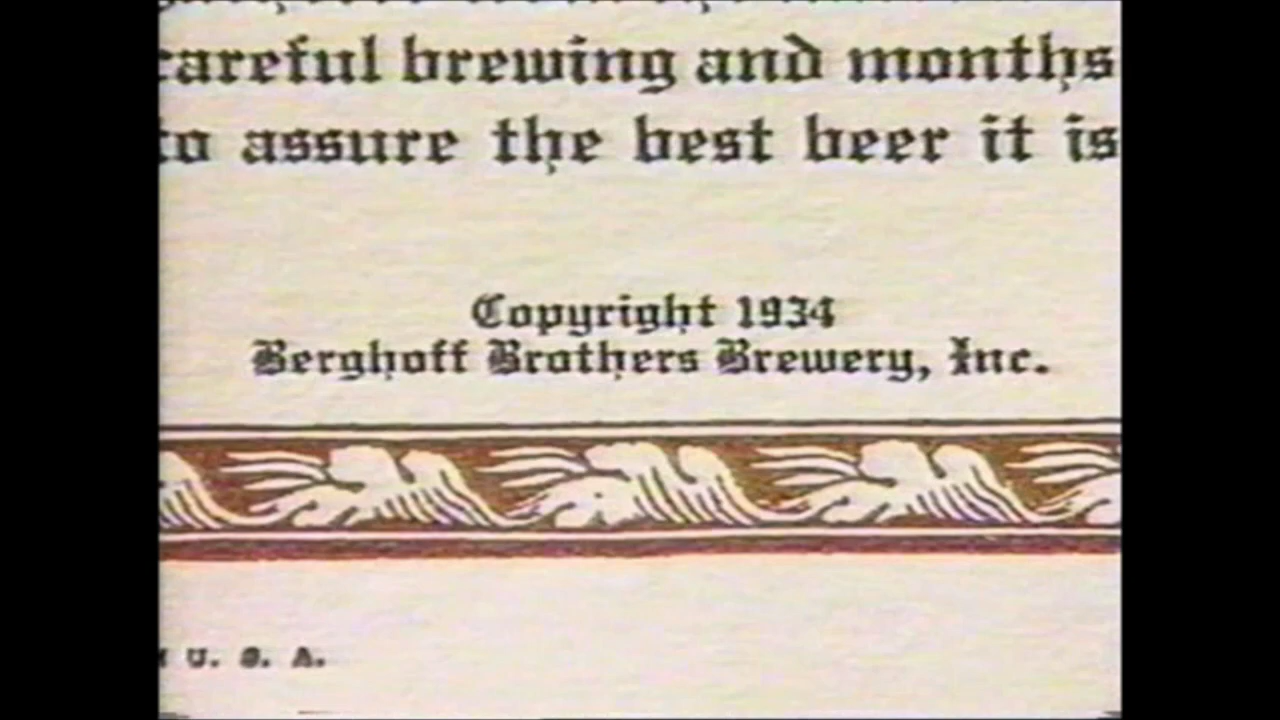 careful brewing and months
to assure the best beer it is
Copyright 1934
Berghoff Brothers Brewery, Inc.
U. S. A.